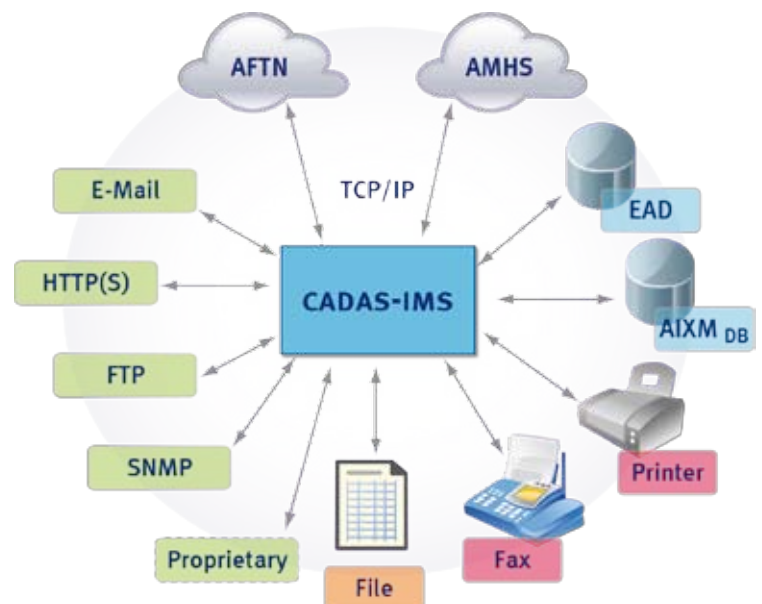 AFTN
AMHS
TCP/IP
E-Mail
EAD
HTTP(S)
CADAS-IMS
AIXM DB
FTP
SNMP
Printer
Proprietary
Fax
File